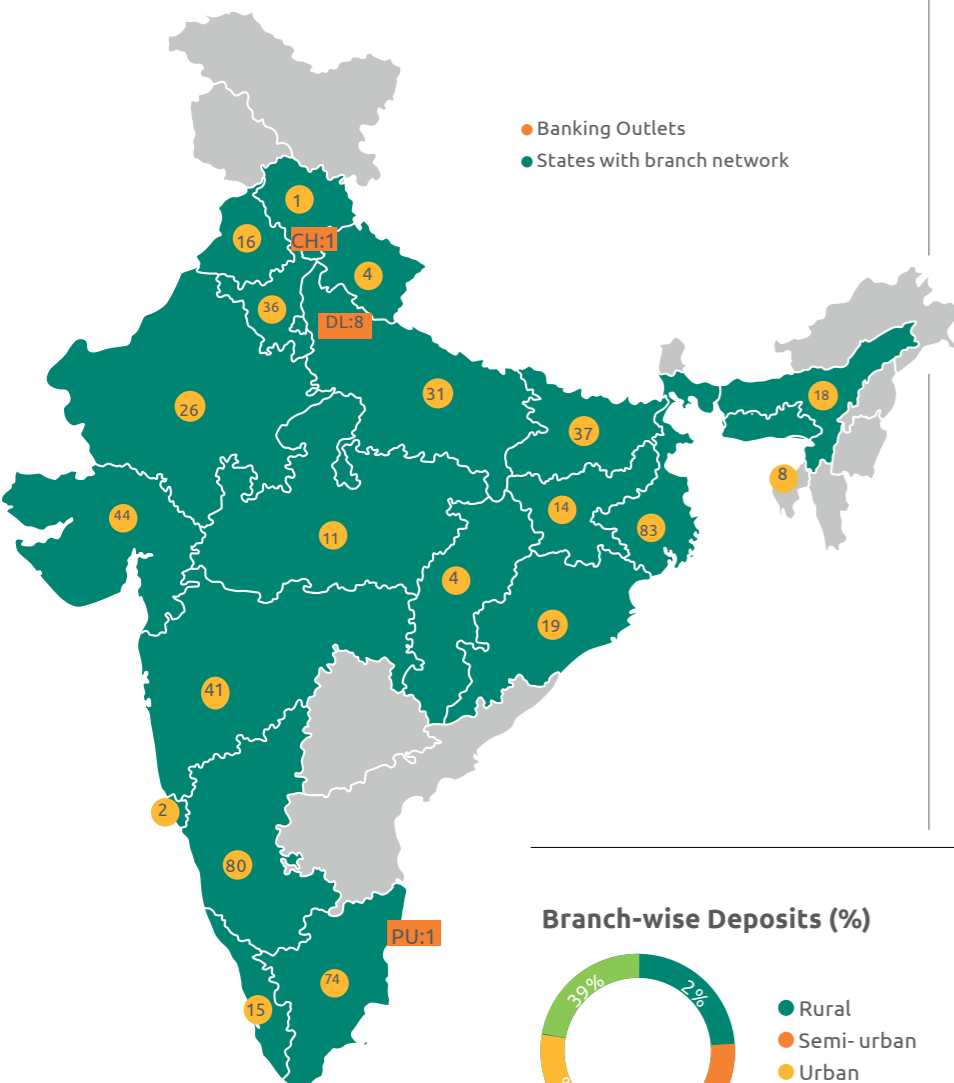 Banking Outlets
States with branch network
1
16
CH:1
4
36
DL:8
31
26
18
37
8
44
14
11
83
4
19
41
2
80
PU:1
74
15
Branch-wise Deposits (%)
39%
2%
Rural
Semi- urban
Urban